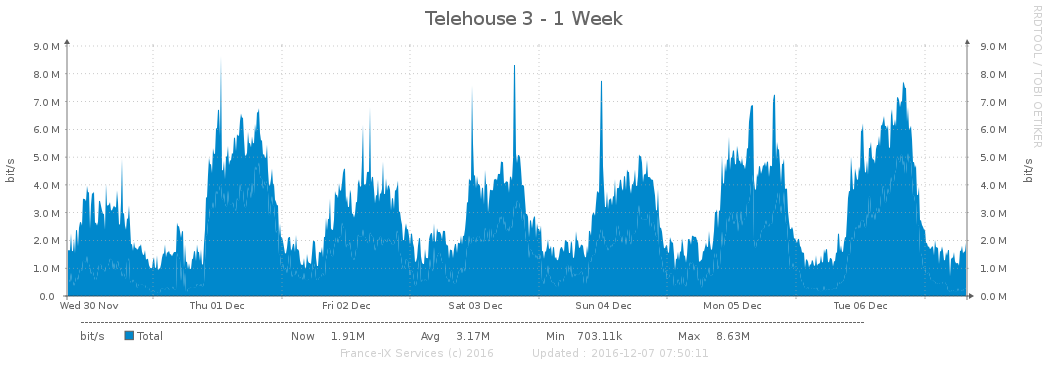 Telehouse 3 - 1 Week
RRDTOOL / TOBI OETIKER
bit/s
9.0 M 9.0 M
8.0 M 8.0 M
7.0 M 7.0 M
6.0 M 6.0 M
5.0 M 5.0 M
4.0 M 4.0 M
3.0 M 3.0 M
2.0 M 2.0 M
1.0 M 1.0 M
0.0 0.0 M
bit/s
Wed 30 Nov Thu 01 Dec Fri 02 Dec Sat 03 Dec Sun 04 Dec Mon 05 Dec Tue 06 Dec
bit/s Total Now 1.91M Avg 3.17M Min 703.11k Max 8.63M
France-IX Services (c) 2016 Updated : 2016-12-07 07:50:11